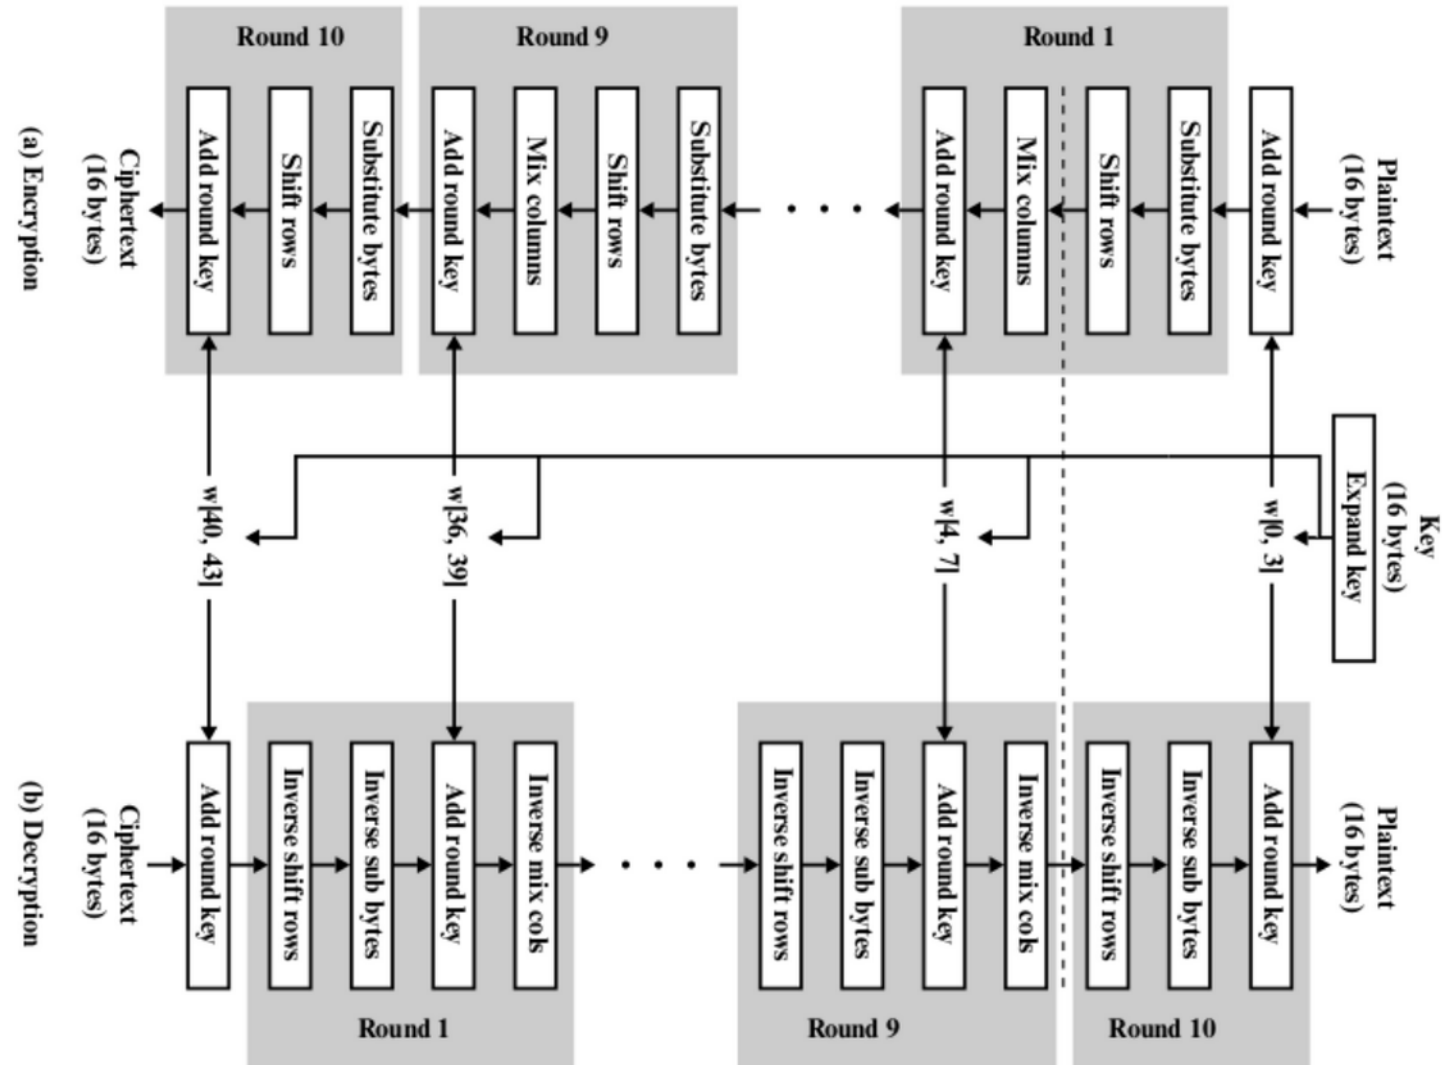 Round 10
Round 9
Round 1
Add round key
Shift rows
Substitute bytes
Add round key
Mix columns
Shift rows
Substitute bytes
Add round key
Mix columns
Shift rows
Substitute bytes
Add round key
Plaintext
(16 bytes)
Ciphertext
(16 bytes)
(a) Encryption
Key
(16 bytes)
Expand key
w[40, 43]
w[36, 39]
w[4, 7]
w[0, 3]
(b) Decryption
Ciphertext
(16 bytes)
Add round key
Inverse shift rows
Inverse sub bytes
Add round key
Inverse mix cols
Inverse shift rows
Inverse sub bytes
Add round key
Inverse mix cols
Inverse shift rows
Inverse sub bytes
Add round key
Plaintext
(16 bytes)
Round 1
Round 9
Round 10